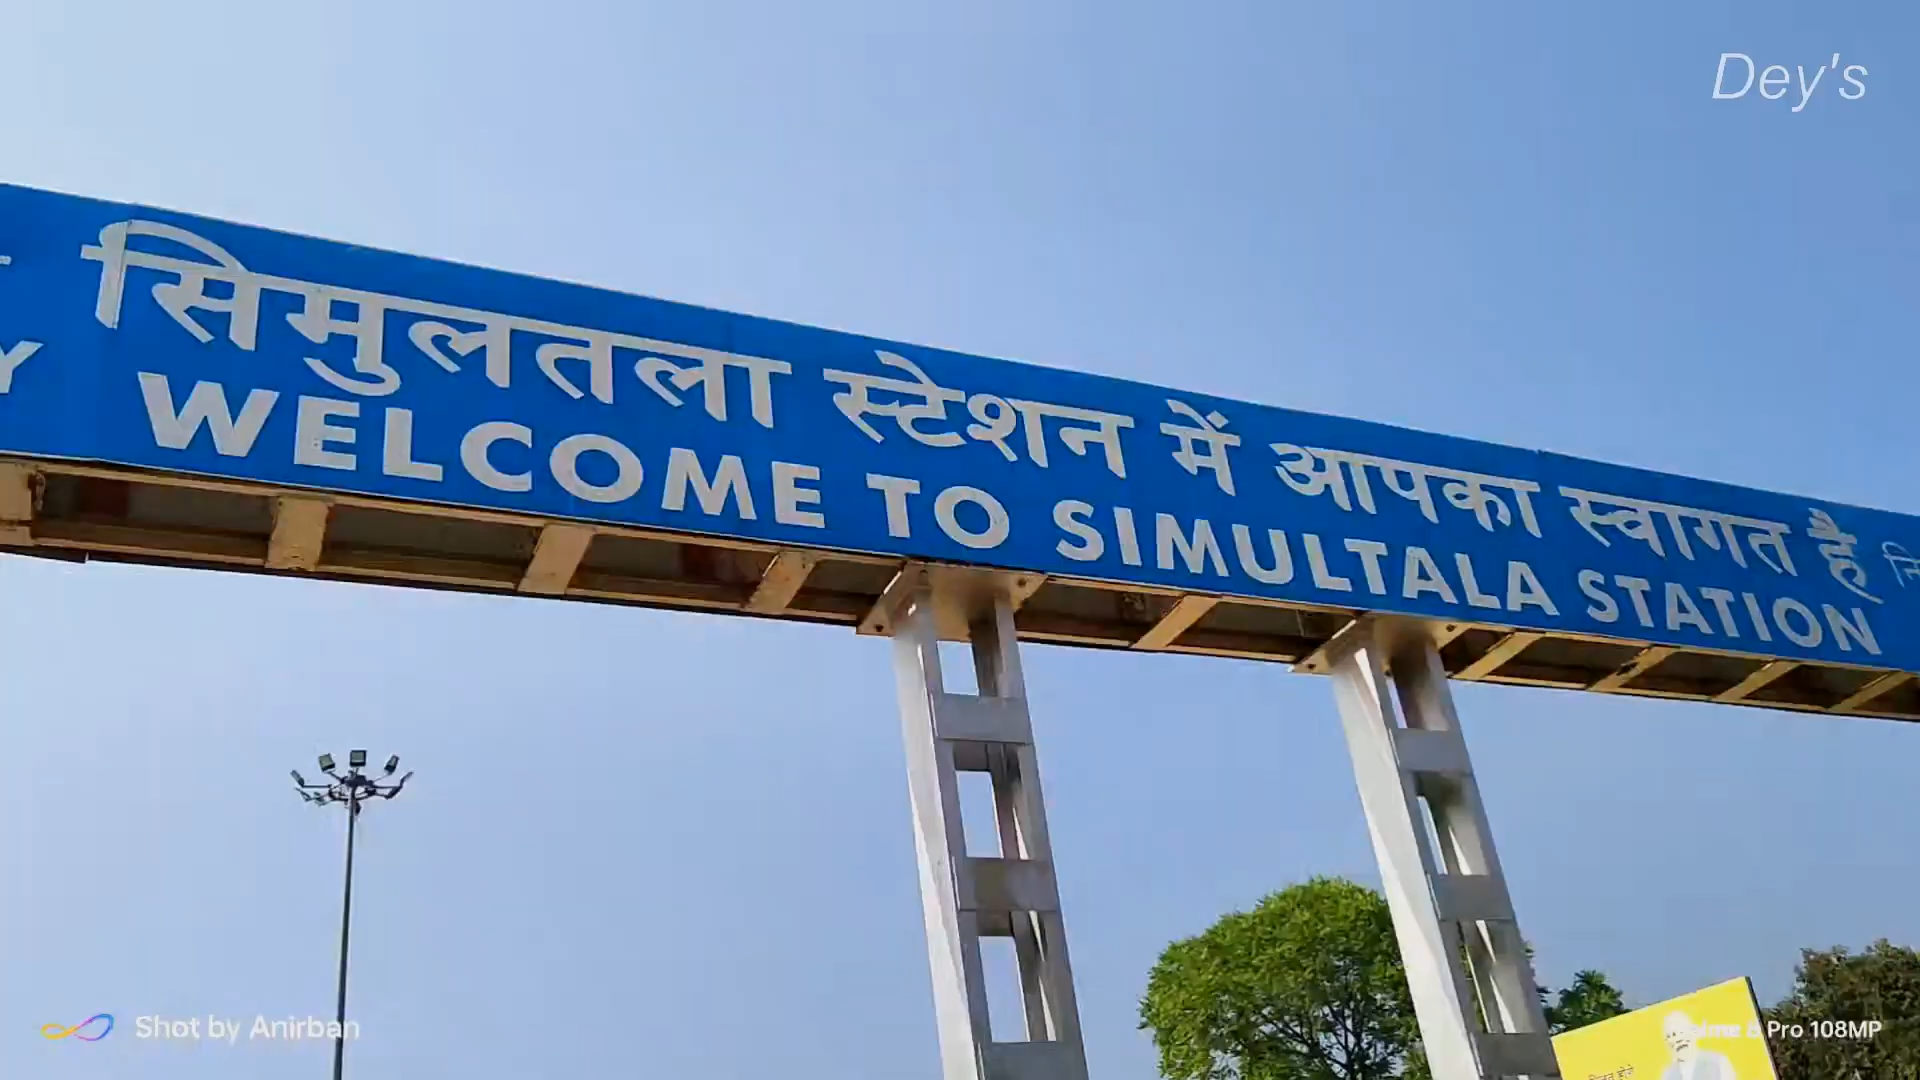 Dey's
सिमुलतला स्टेशन में आपका स्वागत है
Y WELCOME TO SIMULTALA STATION
Shot by Anirban
Pro 108MP